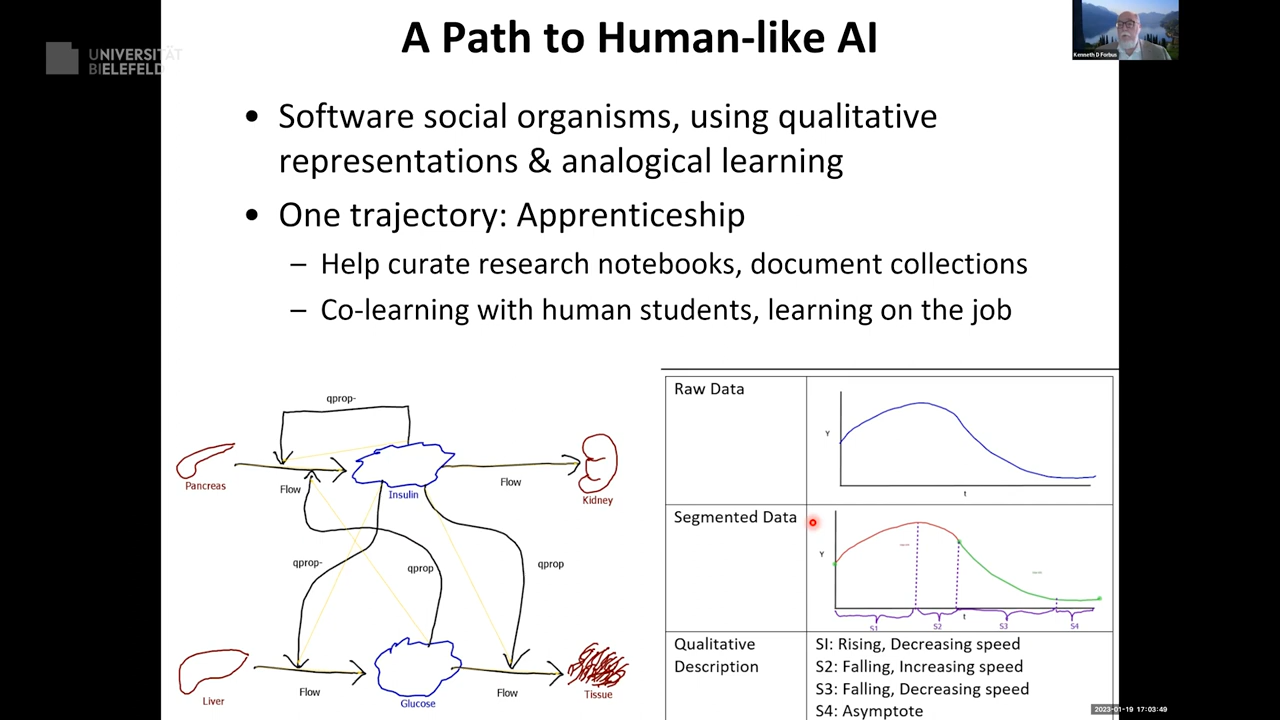 A Path to Human-like AI
UNIVERSITÄT
BIELEFELD
Kenneth D Forbus
• Software social organisms, using qualitative
representations & analogical learning
• One trajectory: Apprenticeship
– Help curate research notebooks, document collections
– Co-learning with human students, learning on the job
qprop-
Pancreas
Flow
Insulin
Flow
Kidney
qprop-
qprop
qprop
Liver
Flow
Glucose
Flow
Tissue
Raw Data
Y
t
Segmented Data
Y
t
S1
S2
S3
S4
Qualitative
Description
SI: Rising, Decreasing speed
S2: Falling, Increasing speed
S3: Falling, Decreasing speed
S4: Asymptote
2023-01-19 17:03:49